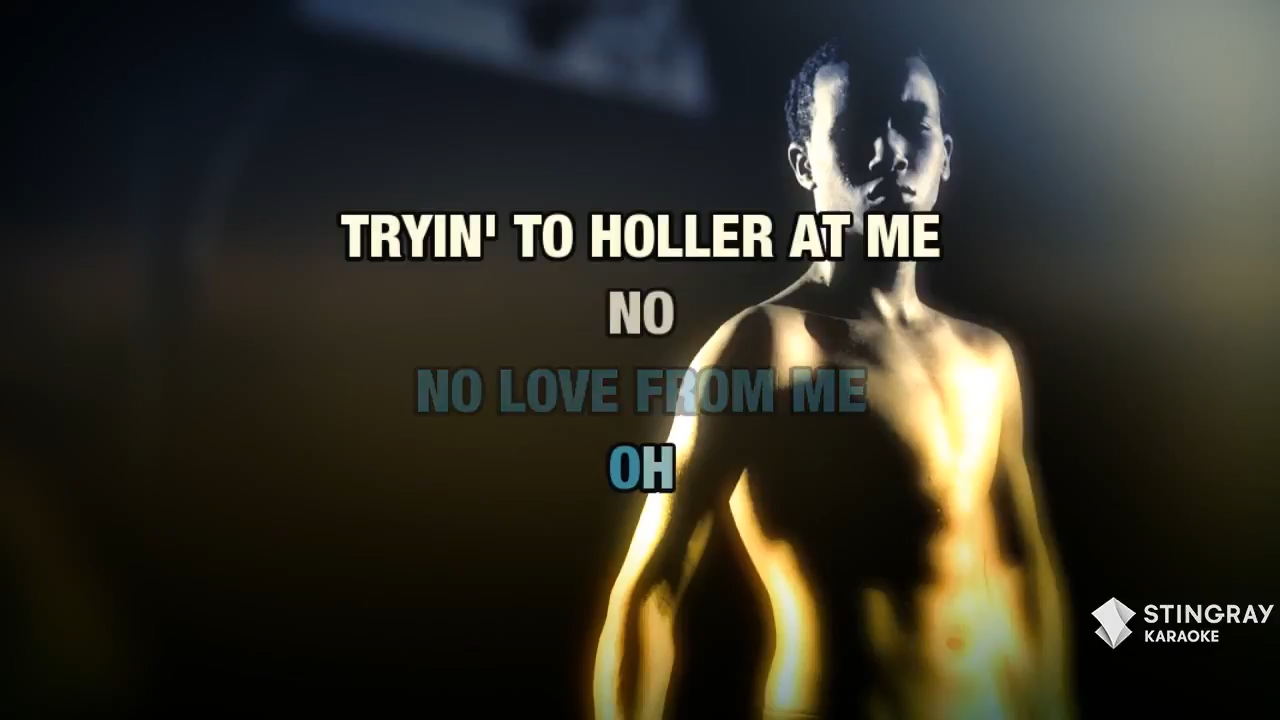 TRYIN' TO HOLLER AT ME
NO
NO LOVE FROM ME
OH
STINGRAY
KARAOKE